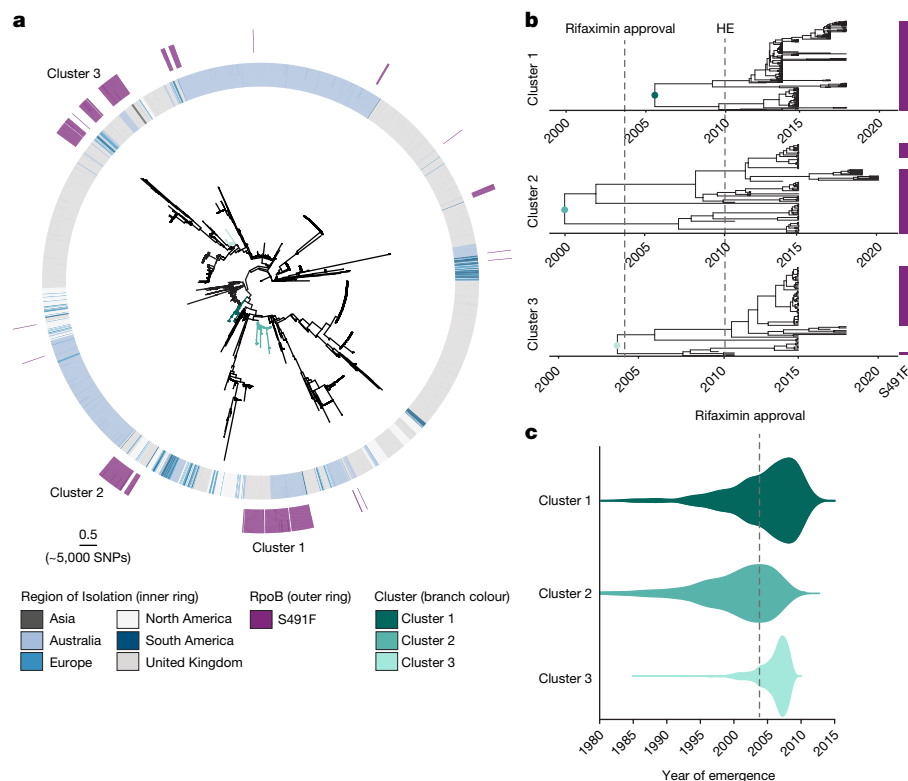 a
Cluster 3
Cluster 2
Cluster 1
0.5
(~5,000 SNPs)
Region of Isolation (inner ring)
Asia
Australia
Europe
North America
South America
United Kingdom
RpoB (outer ring)
S491F
Cluster (branch colour)
Cluster 1
Cluster 2
Cluster 3
b
Rifaximin approval
HE
Cluster 1
2000
2005
2010
2015
2020
Cluster 2
2000
2005
2010
2015
2020
Cluster 3
2000
2005
2010
2015
2020
S491F
c
Rifaximin approval
Cluster 1
Cluster 2
Cluster 3
1980
1985
1990
1995
2000
2005
2010
2015
Year of emergence